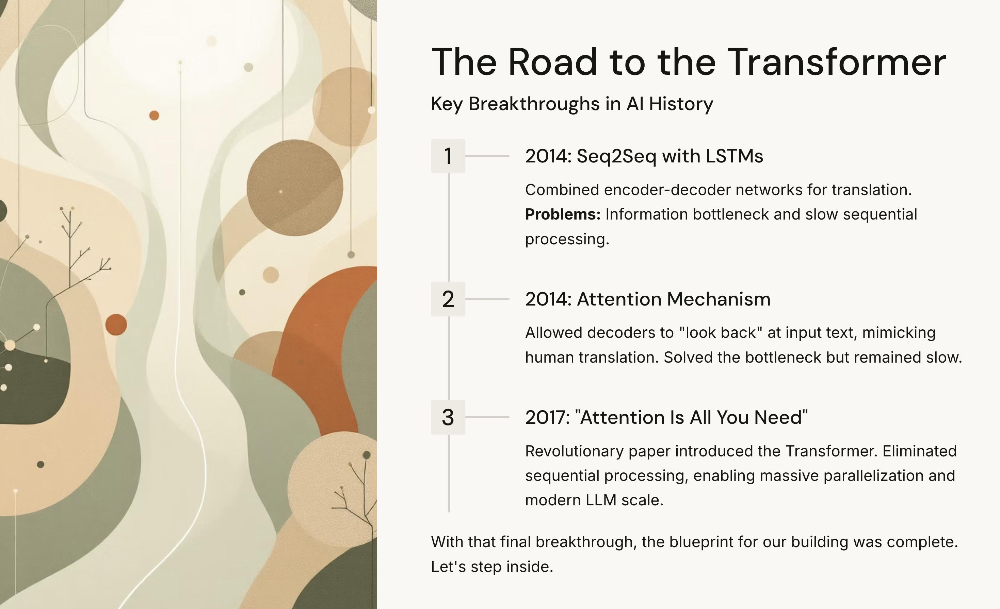 The Road to the Transformer
Key Breakthroughs in AI History
1
2014: Seq2Seq with LSTMs
Combined encoder-decoder networks for translation.
Problems: Information bottleneck and slow sequential
processing.
2
2014: Attention Mechanism
Allowed decoders to "look back" at input text, mimicking
human translation. Solved the bottleneck but remained slow.
3
2017: "Attention Is All You Need"
Revolutionary paper introduced the Transformer. Eliminated
sequential processing, enabling massive parallelization and
modern LLM scale.
With that final breakthrough, the blueprint for our building was complete.
Let's step inside.